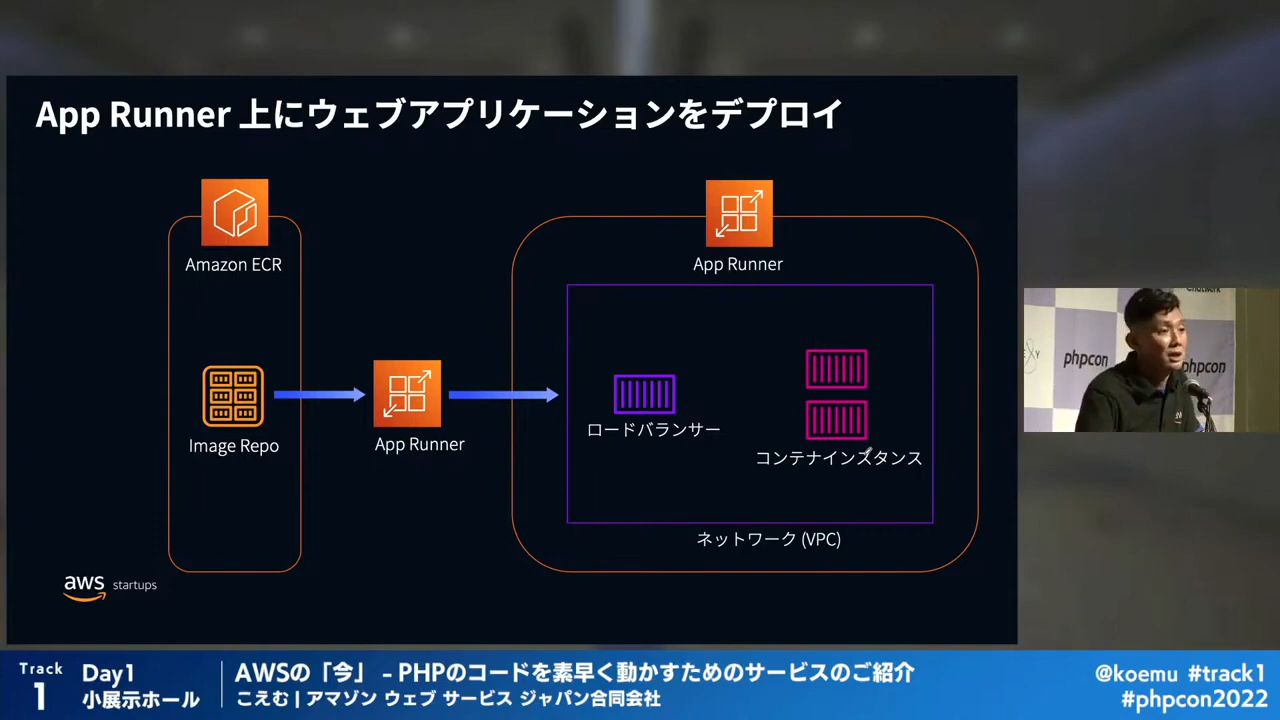 App Runner 上にウェブアプリケーションをデプロイ
Amazon ECR
Image Repo
App Runner
App Runner
ロードバランサー
コンテナインスタンス
ネットワーク (VPC)
aws startups
phpcon
phpcon
Track
1
Day1
小展示ホール
AWSの「今」 – PHPのコードを素早く動かすためのサービスのご紹介
こえむ | アマゾン ウェブ サービス ジャパン合同会社
@koemu #track1
#phpcon2022